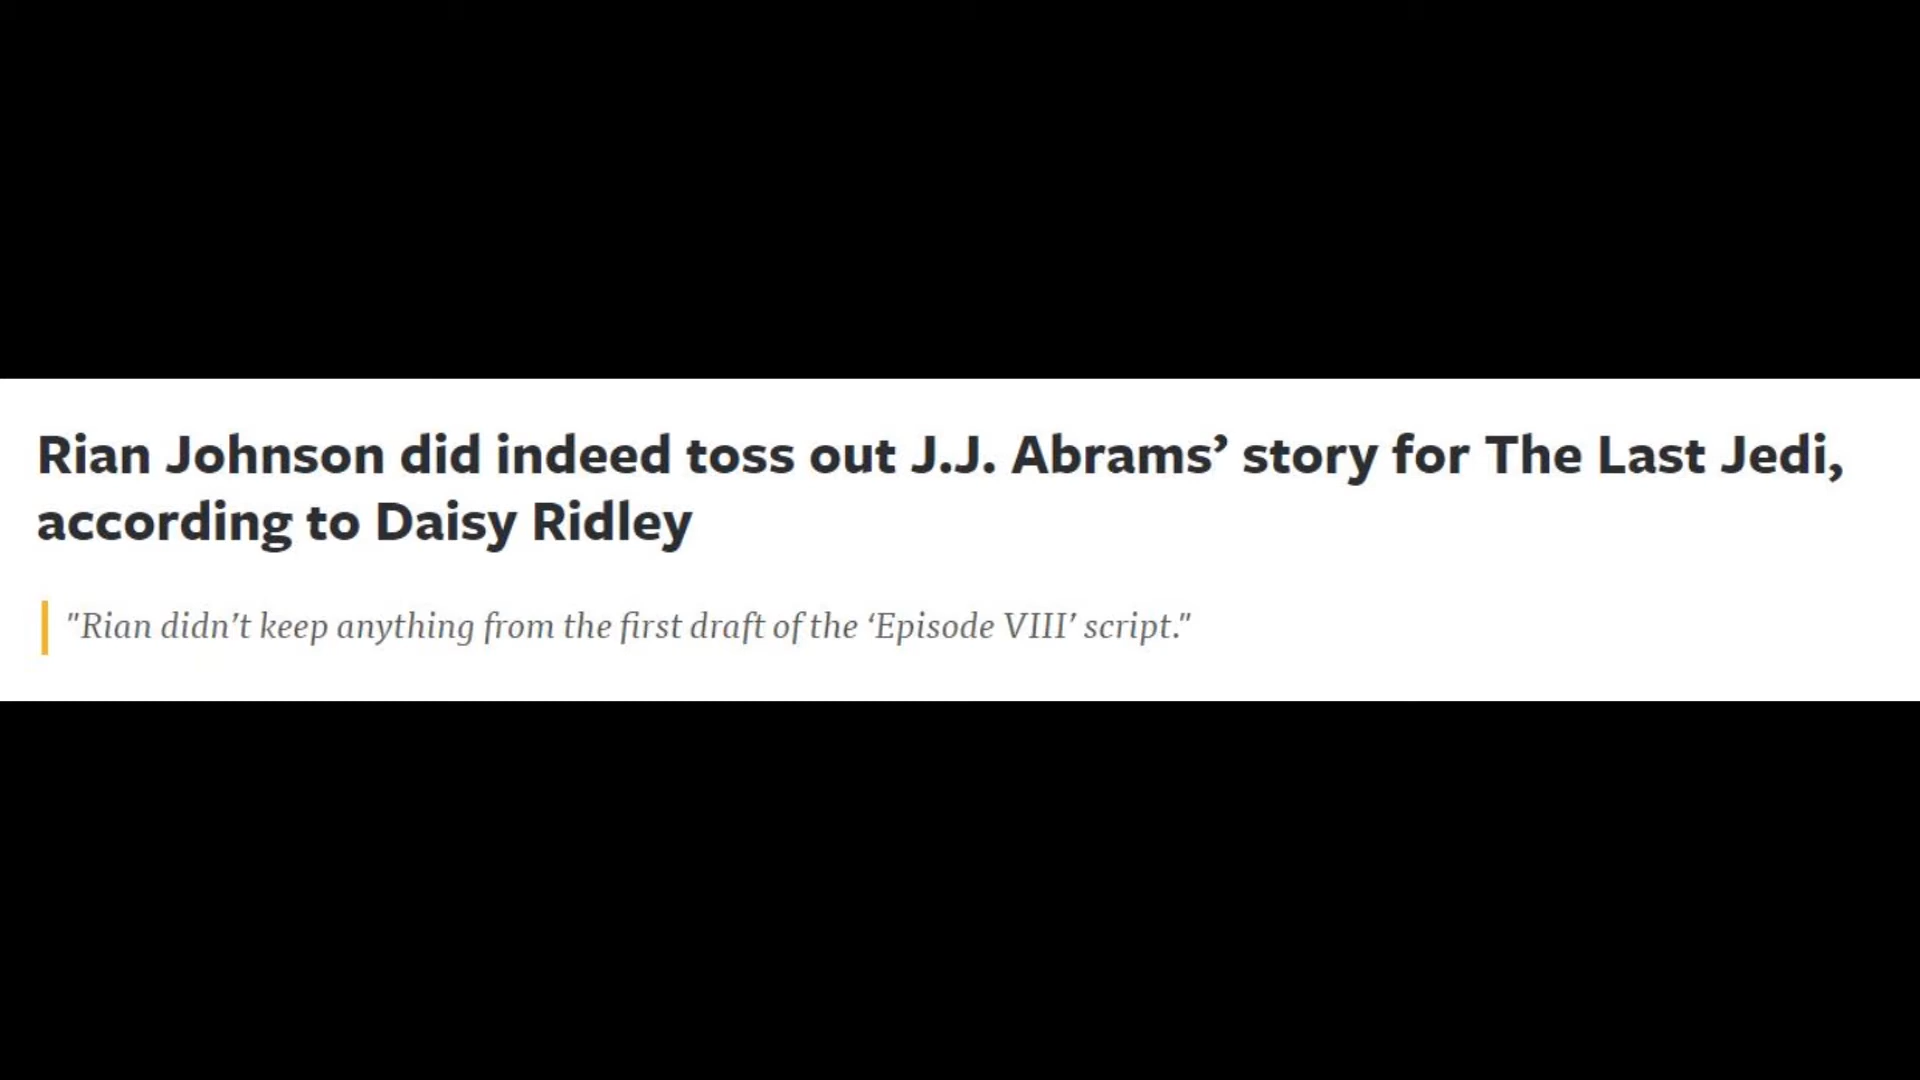 Rian Johnson did indeed toss out J.J. Abrams’ story for The Last Jedi,
according to Daisy Ridley
"Rian didn’t keep anything from the first draft of the ‘Episode VIII’ script."